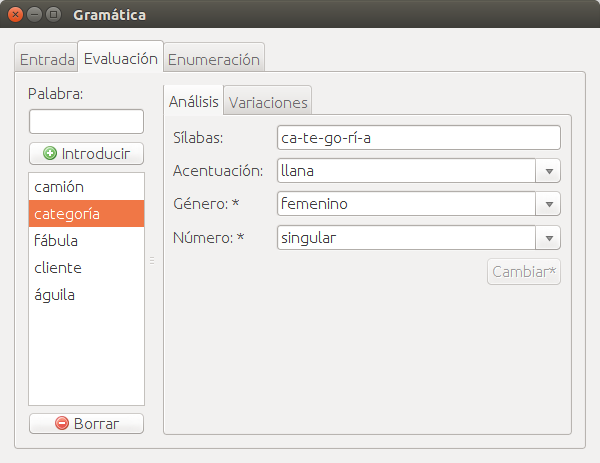 Gramática
Entrada Evaluación Enumeración
Palabra:
Introducir
camión
categoría
fábula
cliente
águila
Borrar
Análisis Variaciones
Sílabas: ca-te-go-rí-a
Acentuación: llana
Género: * femenino
Número: * singular
Cambiar*